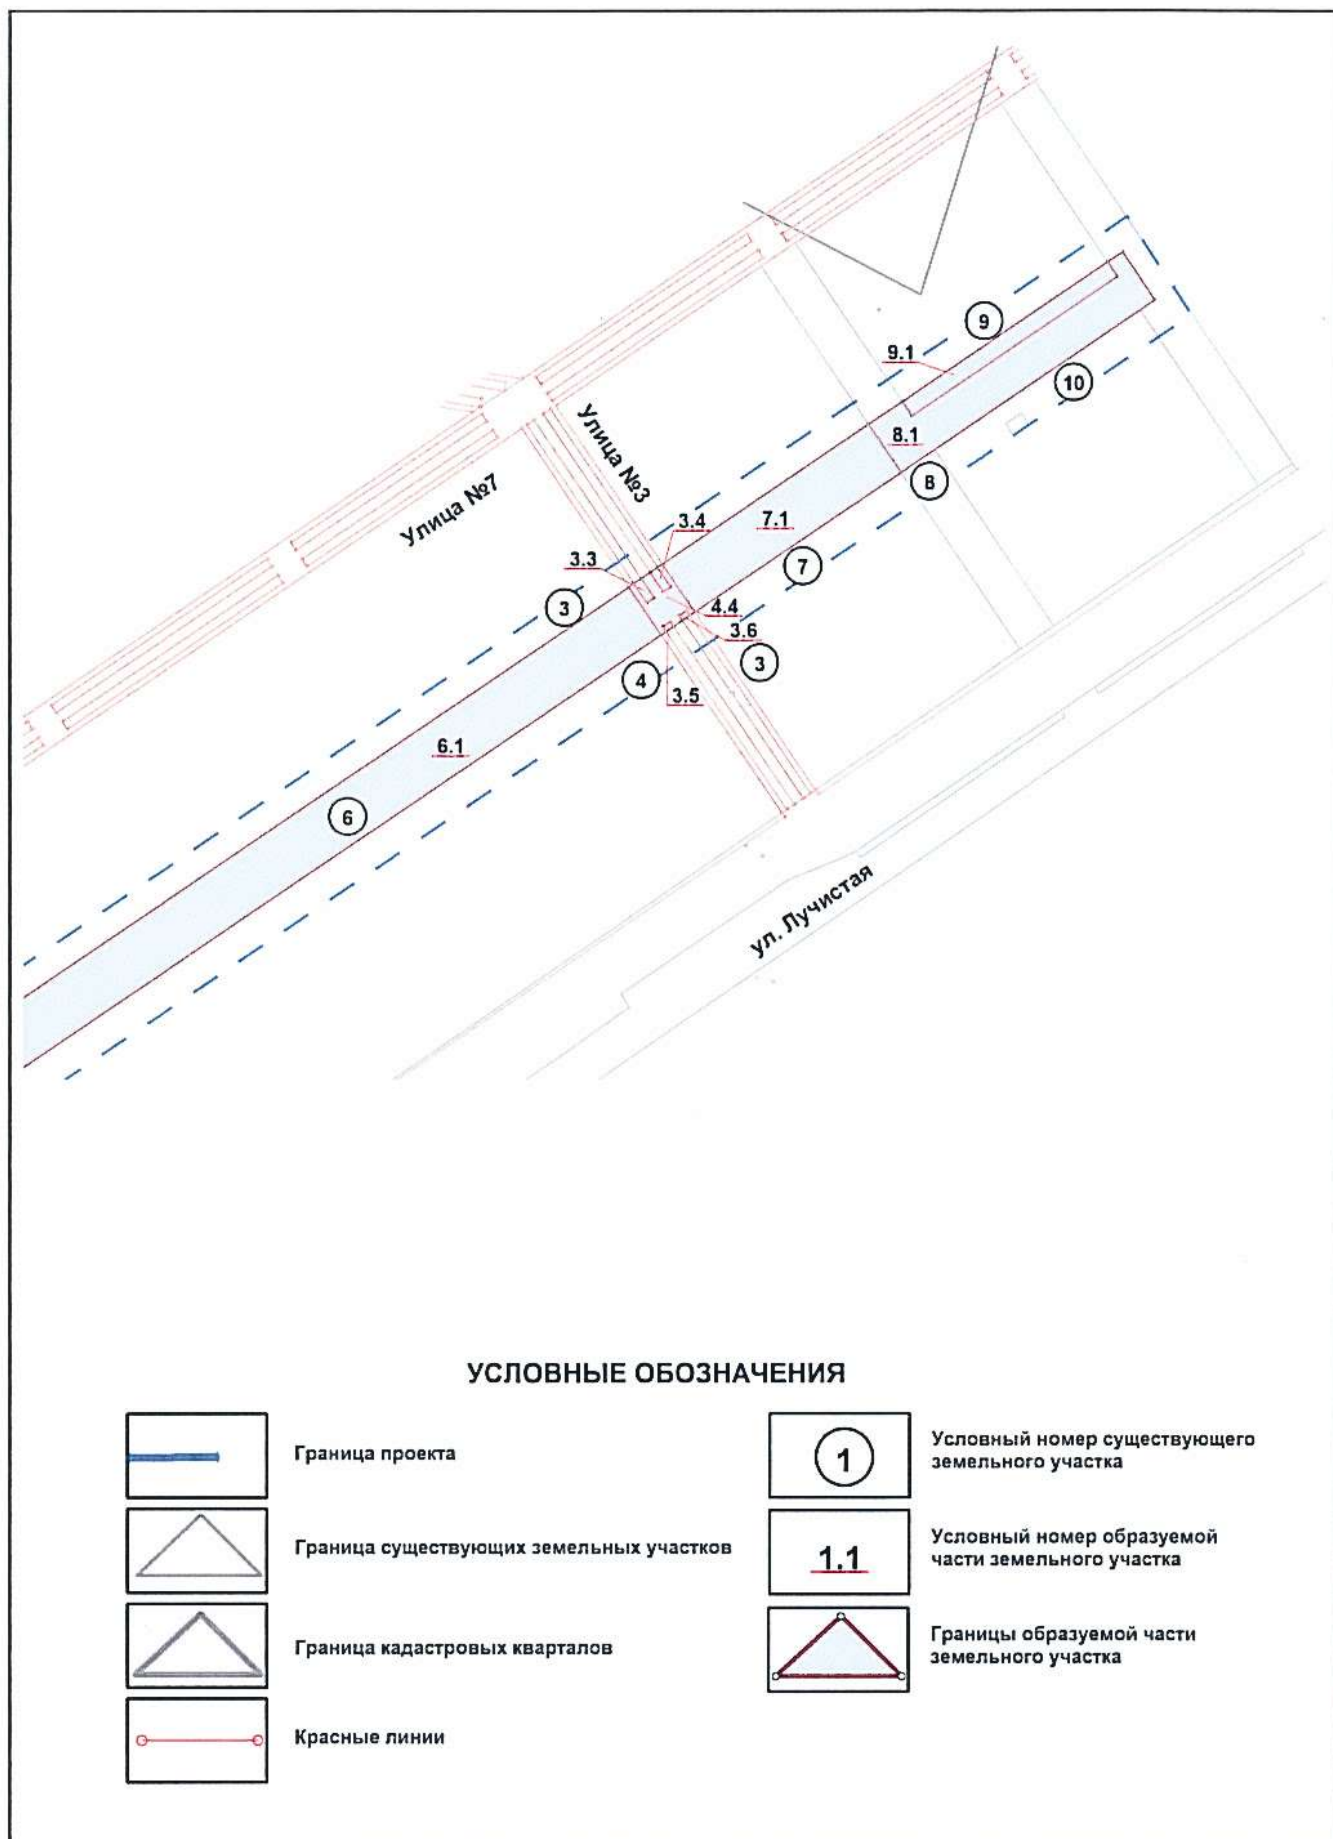 9
9.1
10
Улица №3
8.1
8
Улица №7
3.4
7.1
3.3
7
3
4.4
3.6
3
4
3.5
6.1
6
ул. Лучистая
УСЛОВНЫЕ ОБОЗНАЧЕНИЯ
Граница проекта
1
Условный номер существующего
земельного участка
Граница существующих земельных участков
1.1
Условный номер образуемой
части земельного участка
Граница кадастровых кварталов
Границы образуемой части
земельного участка
Красные линии